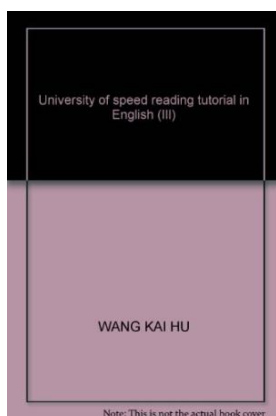 University of speed reading tutorial in
English (III)
WANG KAI HU
Note: This is not the actual book cover